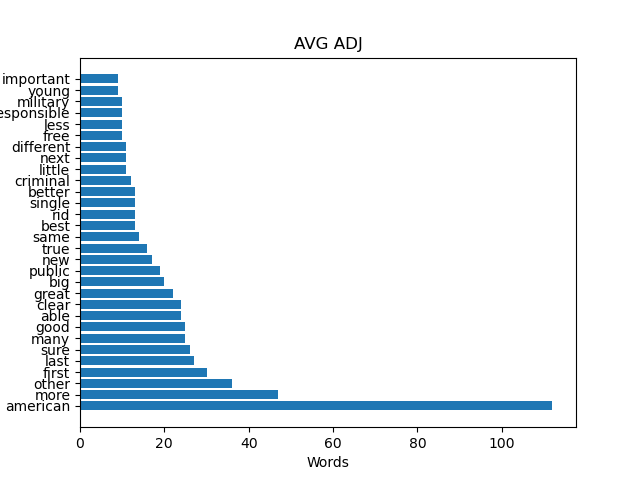 AVG ADJ
important
young
military
esponsible
less
free
different
next
little
criminal
better
single
rid
best
same
true
new
public
big
great
clear
able
good
many
sure
last
first
other
more
american
0 20 40 60 80 100
Words